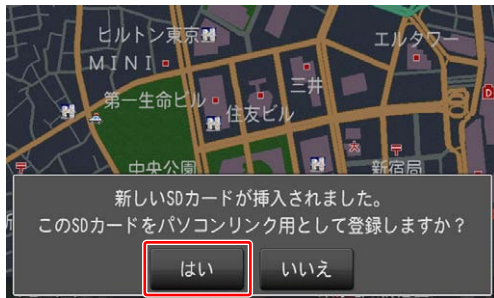 ヒルトン東京
エルタワー
MINI
三井
第一生命ビル
住友ビル
中央公園
新宿局
新しいSDカードが挿入されました。
このSDカードをパソコンリンク用として登録しますか？
はい
いいえ